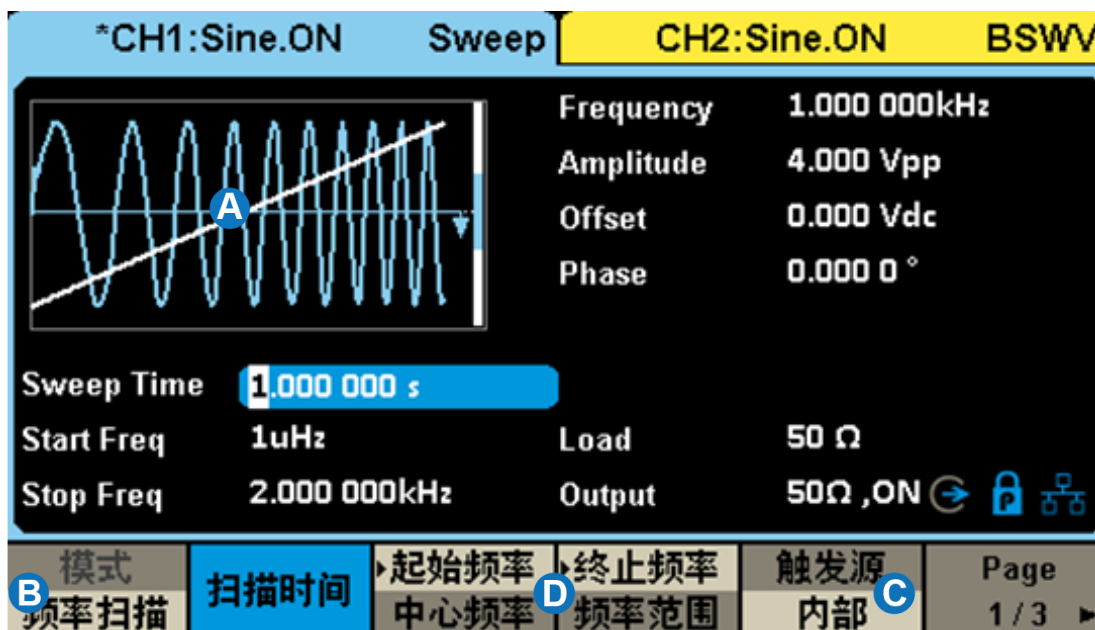 *CH1:Sine.ON Sweep CH2:Sine.ON BSWV
Frequency 1.000 000kHz
Amplitude 4.000 Vpp
A
Offset 0.000 Vdc
Phase 0.000 0 °
Sweep Time 1.000 000 s
Start Freq 1uHz Load 50 Ω
Stop Freq 2.000 000kHz Output 50Ω ,ON P
模式 扫描时间 起始频率 终止频率 触发源 Page
B D C
频率扫描 中心频率 频率范围 内部 1/3